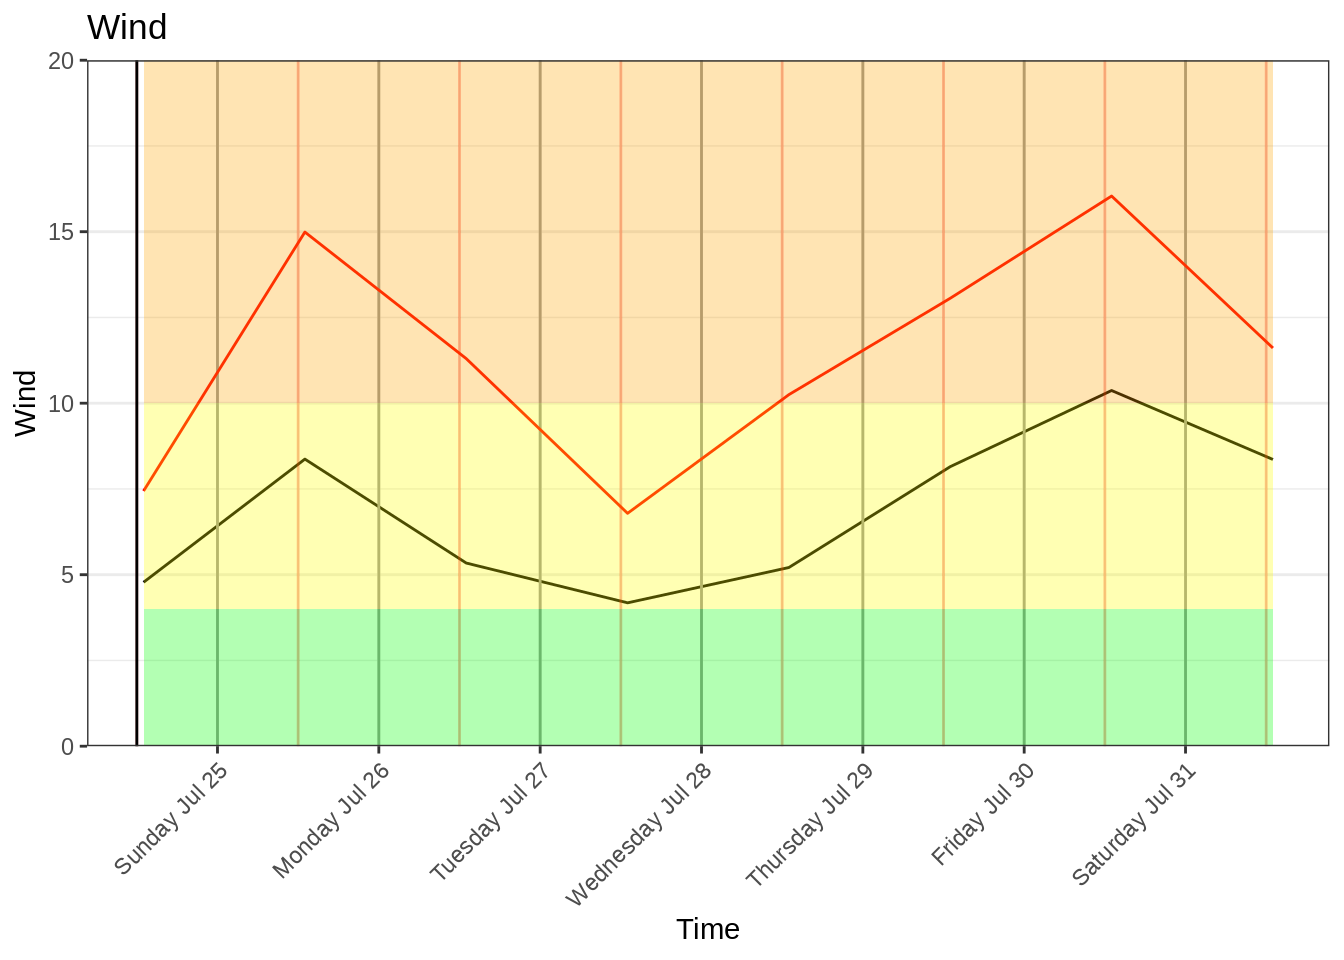 Wind
20
15
10
5
0
Wind
Sunday Jul 25
Monday Jul 26
Tuesday Jul 27
Wednesday Jul 28
Thursday Jul 29
Friday Jul 30
Saturday Jul 31
Time